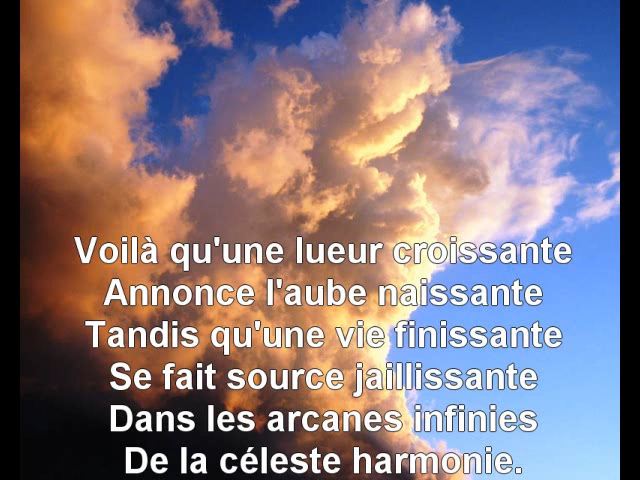 Voilà qu'une lueur croissante
Annonce l'aube naissante
Tandis qu'une vie finissante
Se fait source jaillissante
Dans les arcanes infinies
De la céleste harmonie.